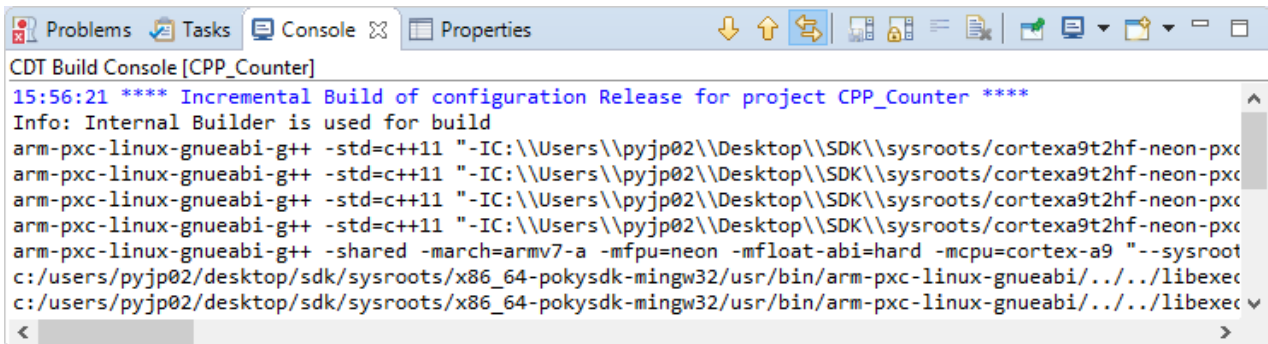 Problems Tasks Console Properties
CDT Build Console [CPP_Counter]
15:56:21 **** Incremental Build of configuration Release for project CPP_Counter ****
Info: Internal Builder is used for build
arm-pxc-linux-gnueabi-g++ -std=c++11 "-IC:\\Users\\pyjp02\\Desktop\\SDK\\sysroots/cortexa9t2hf-neon-pxc
arm-pxc-linux-gnueabi-g++ -std=c++11 "-IC:\\Users\\pyjp02\\Desktop\\SDK\\sysroots/cortexa9t2hf-neon-pxc
arm-pxc-linux-gnueabi-g++ -std=c++11 "-IC:\\Users\\pyjp02\\Desktop\\SDK\\sysroots/cortexa9t2hf-neon-pxc
arm-pxc-linux-gnueabi-g++ -std=c++11 "-IC:\\Users\\pyjp02\\Desktop\\SDK\\sysroots/cortexa9t2hf-neon-pxc
arm-pxc-linux-gnueabi-g++ -shared -march=armv7-a -mfpu=neon -mfloat-abi=hard -mcpu=cortex-a9 "--sysroot
c:/users/pyjp02/desktop/sdk/sysroots/x86_64-pokysdk-mingw32/usr/bin/arm-pxc-linux-gnueabi/../../libexec
c:/users/pyjp02/desktop/sdk/sysroots/x86_64-pokysdk-mingw32/usr/bin/arm-pxc-linux-gnueabi/../../libexec